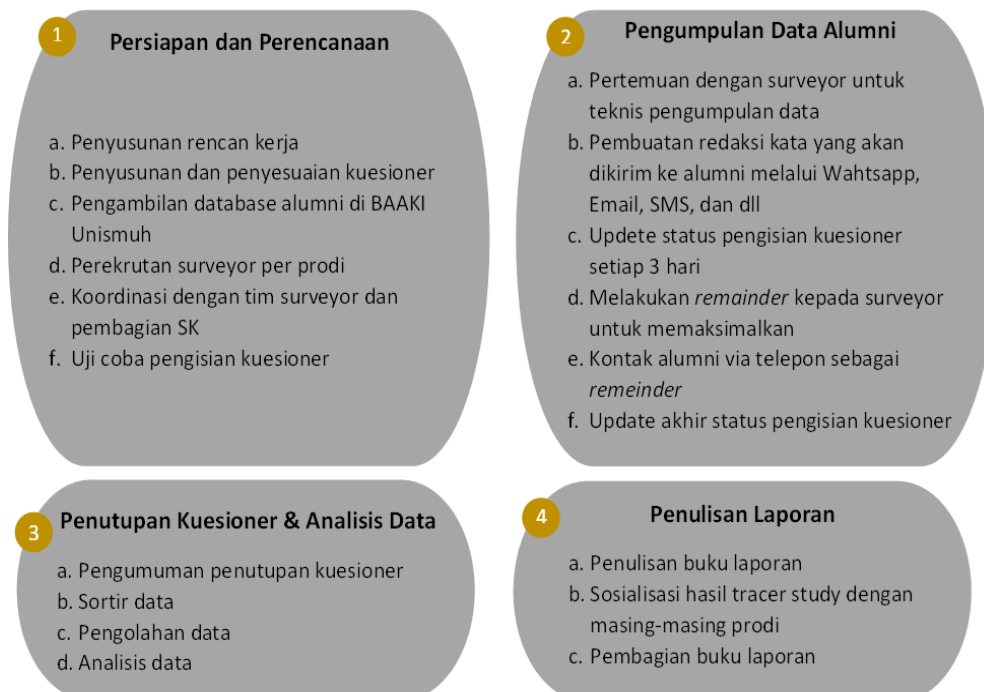 1
Persiapan dan Perencanaan
a. Penyusunan rencan kerja
b. Penyusunan dan penyesuaian kuesioner
c. Pengambilan database alumni di BAAKI
Unismuh
d. Perekrutan surveyor per prodi
e. Koordinasi dengan tim surveyor dan
pembagian SK
f. Uji coba pengisian kuesioner
2
Pengumpulan Data Alumni
a. Pertemuan dengan surveyor untuk
teknis pengumpulan data
b. Pembuatan redaksi kata yang akan
dikirim ke alumni melalui Wahtsapp,
Email, SMS, dan dll
c. Updete status pengisian kuesioner
setiap 3 hari
d. Melakukan remainder kepada surveyor
untuk memaksimalkan
e. Kontak alumni via telepon sebagai
remeinder
f. Update akhir status pengisian kuesioner
3
Penutupan Kuesioner & Analisis Data
a. Pengumuman penutupan kuesioner
b. Sortir data
c. Pengolahan data
d. Analisis data
4
Penulisan Laporan
a. Penulisan buku laporan
b. Sosialisasi hasil tracer study dengan
masing-masing prodi
c. Pembagian buku laporan